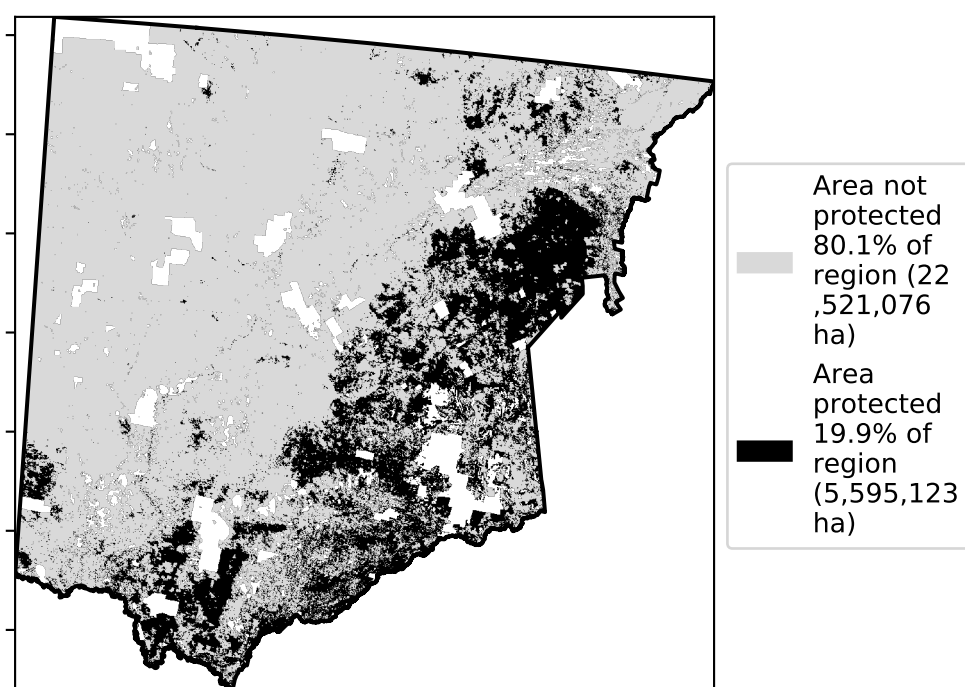 Area not
protected
80.1% of
region (22
,521,076
ha)
Area
protected
19.9% of
region
(5,595,123
ha)